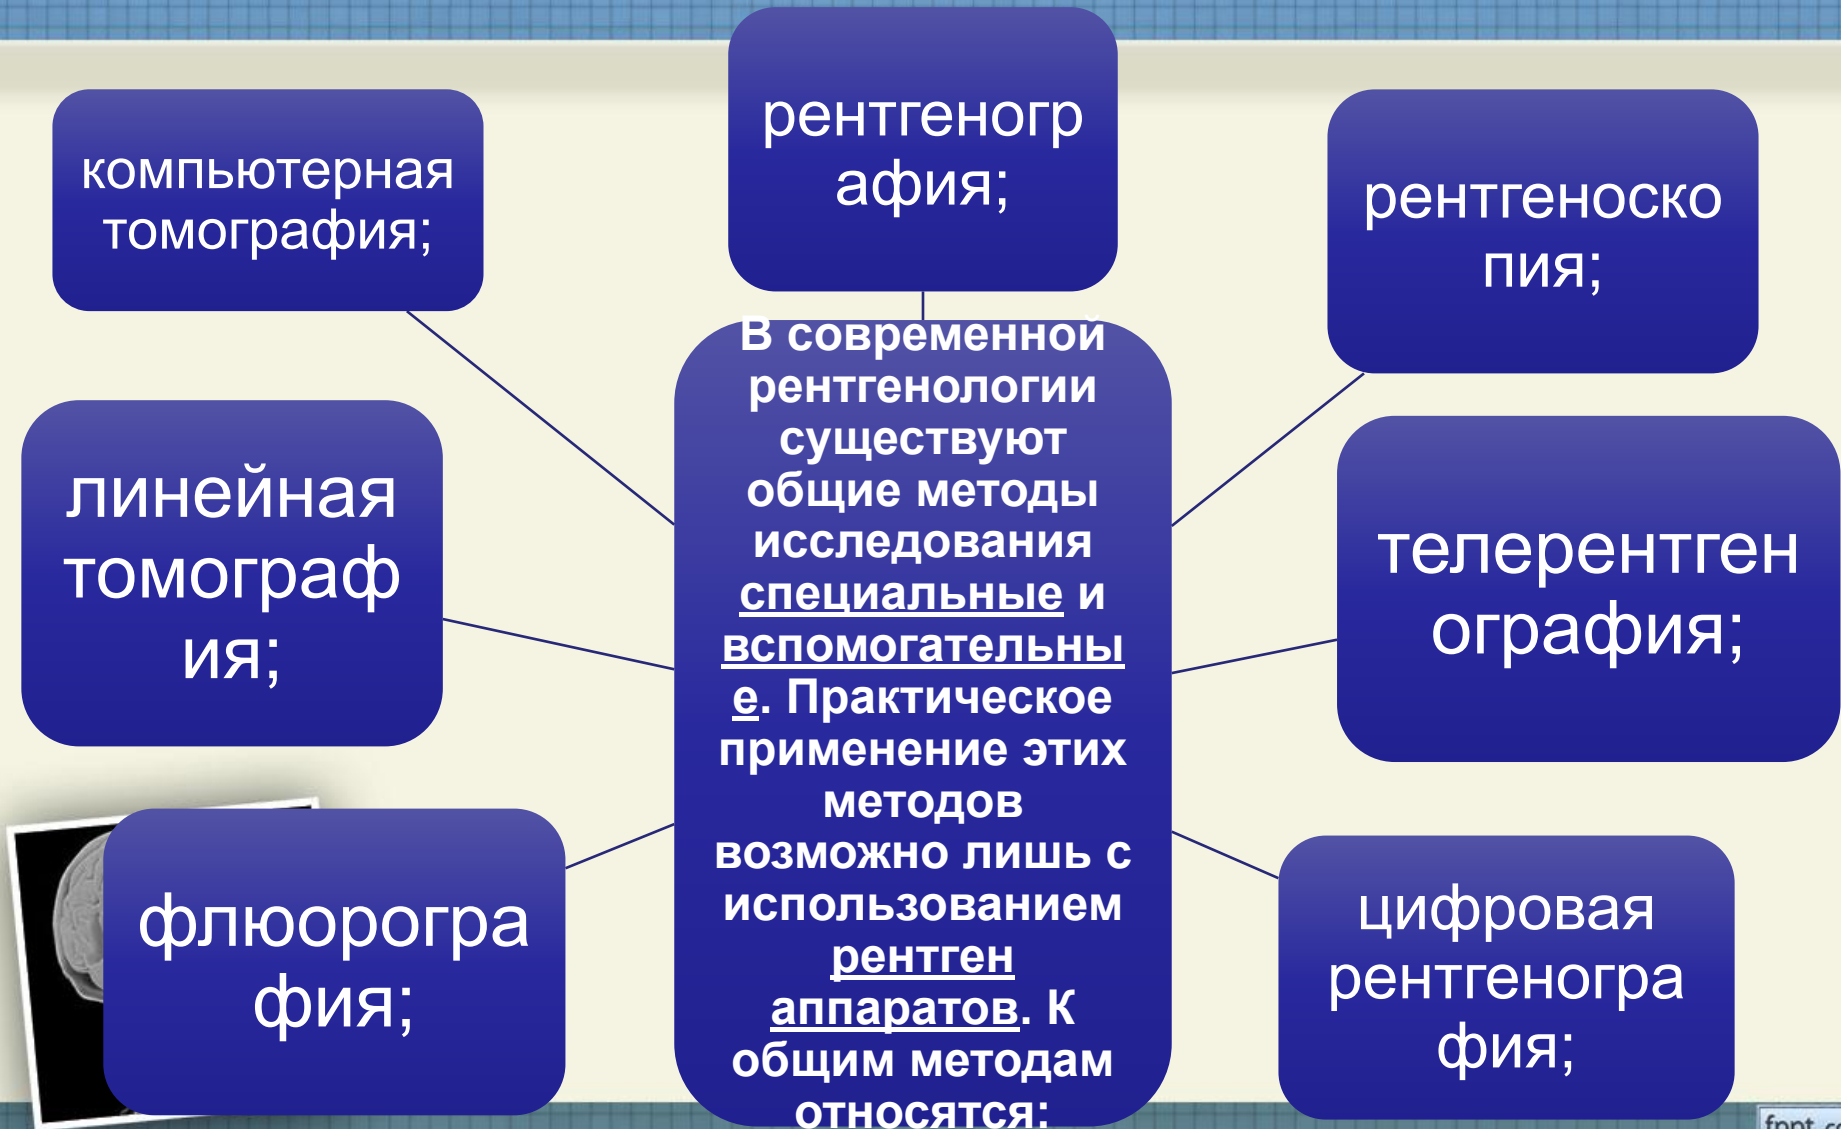 рентгеногр
афия;
компьютерная
томография;
рентгеноско
пия;
В современной
рентгенологии
существуют
общие методы
исследования
специальные и
вспомогательны
е. Практическое
применение этих
методов
возможно лишь с
использованием
рентген
аппаратов. К
общим методам
относятся:
линейная
томограф
ия;
телерентген
ография;
флюорогра
фия;
цифровая
рентгеногра
фия;